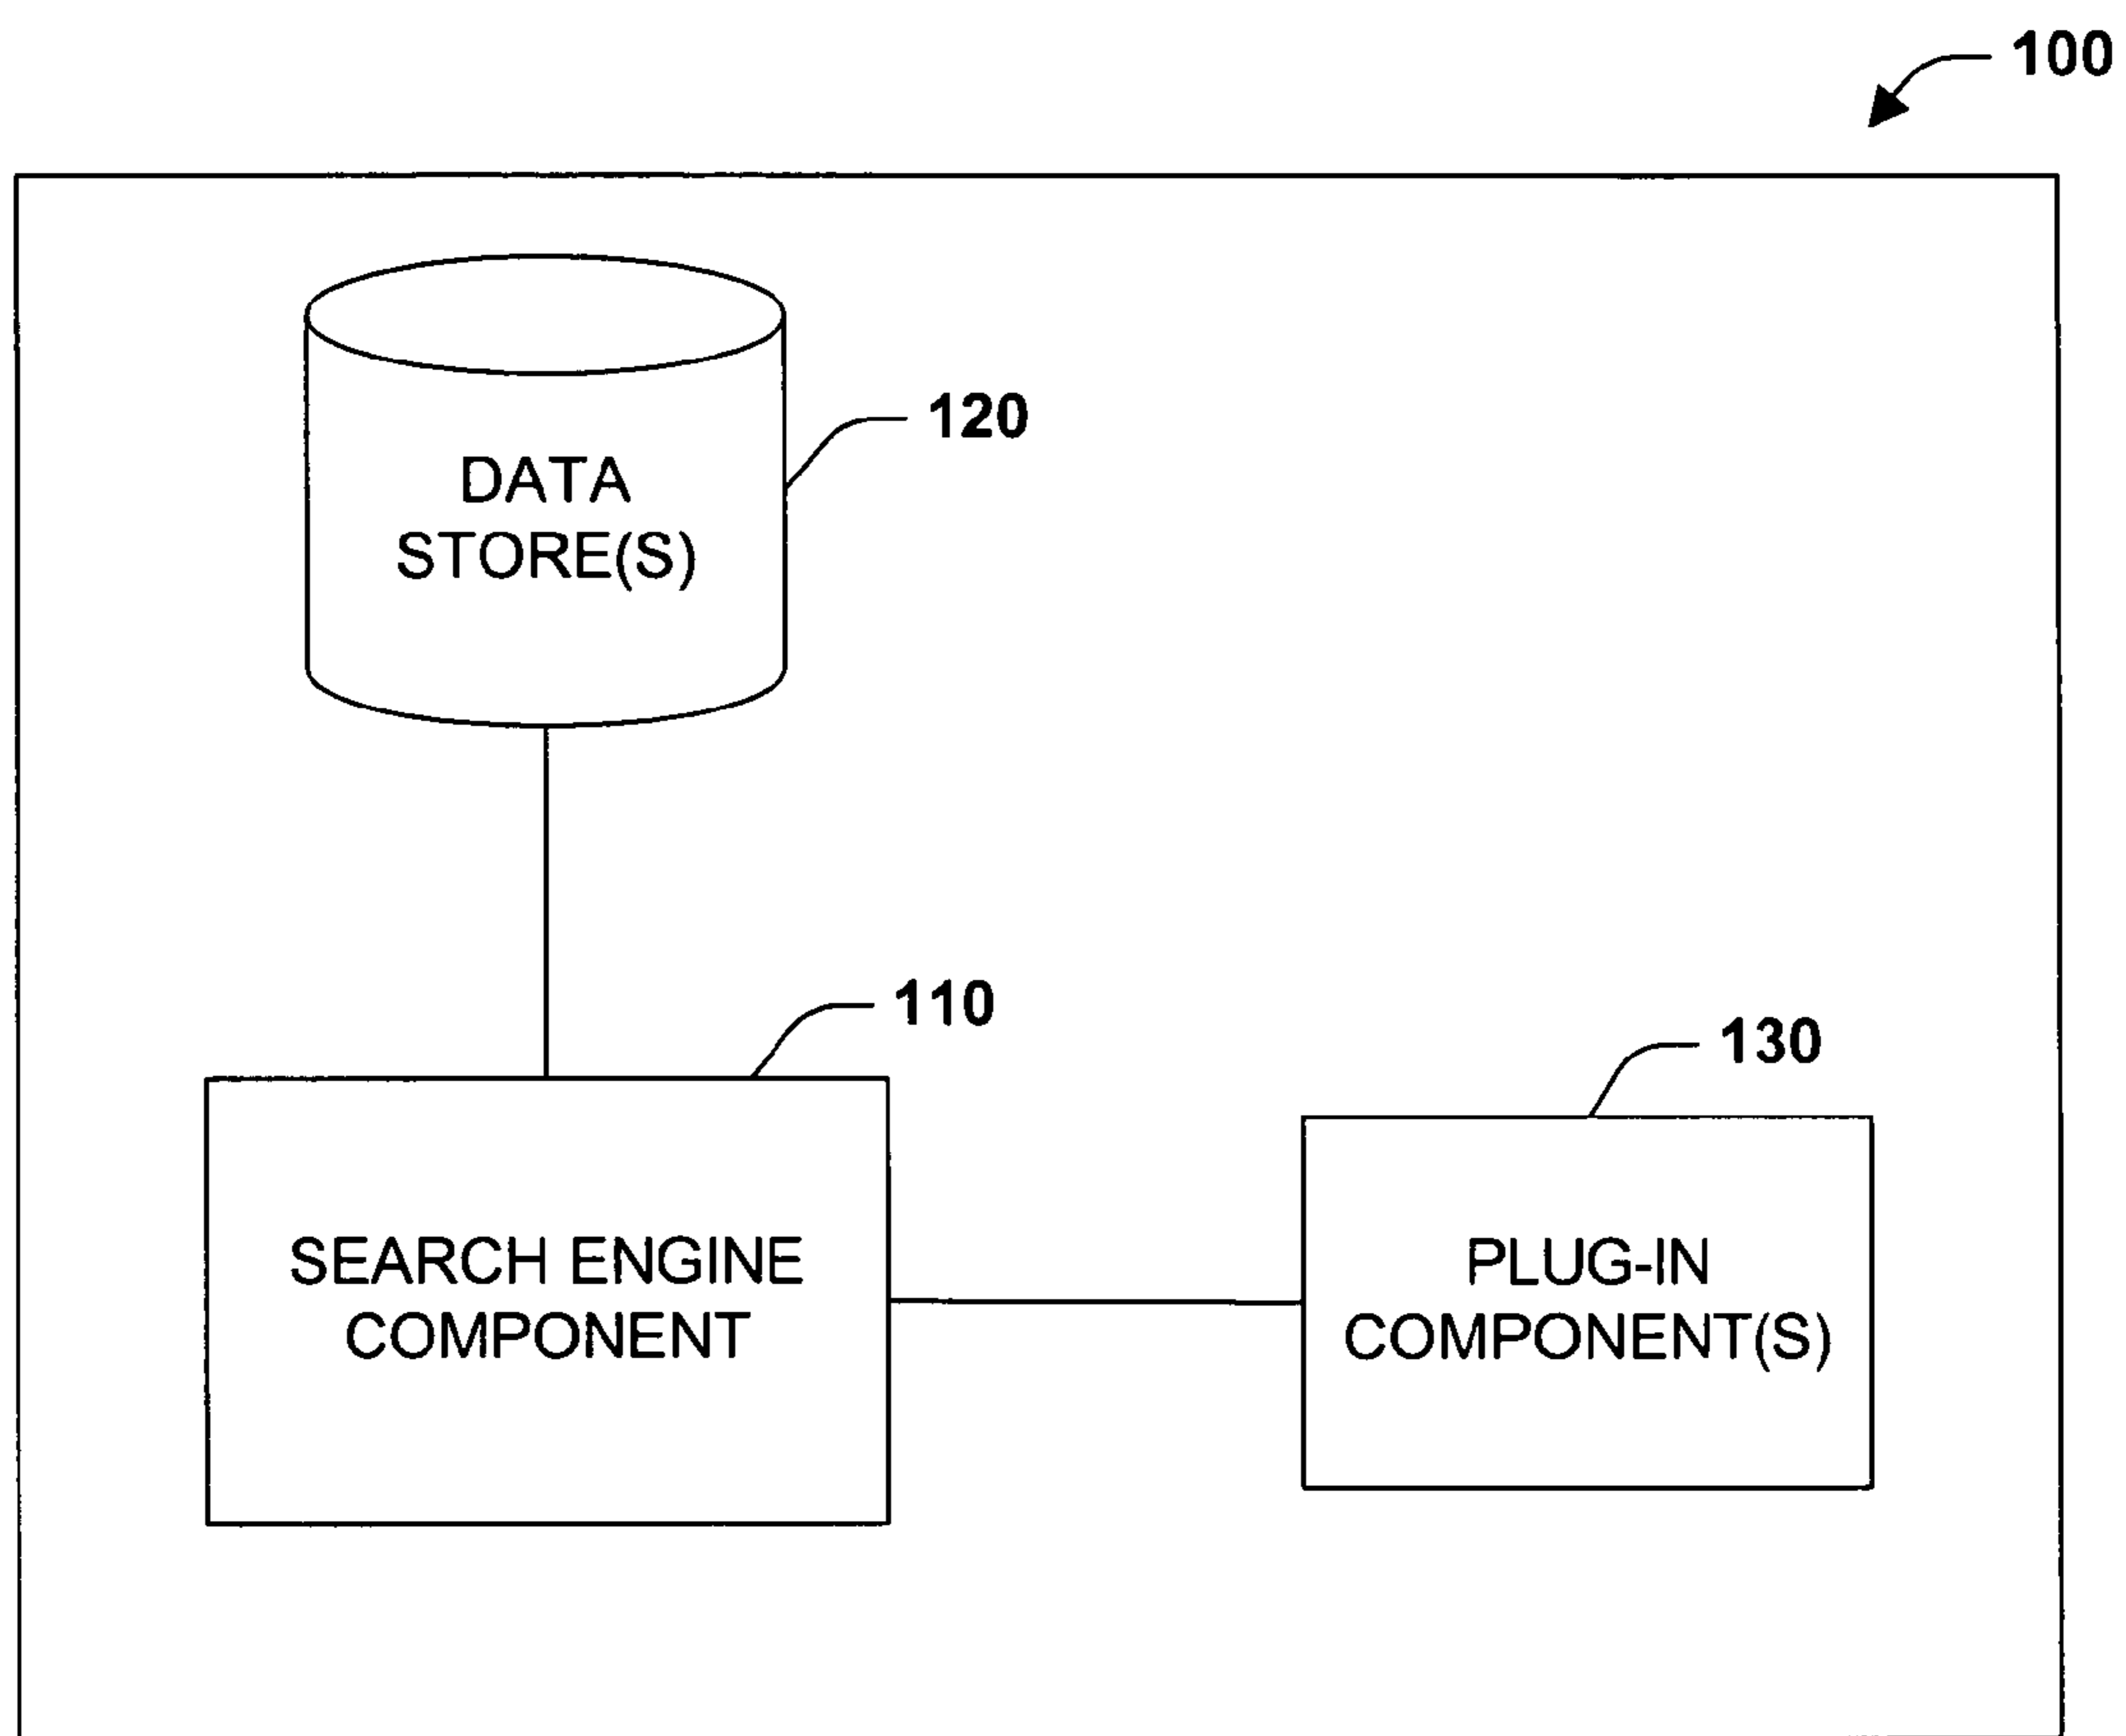 100
120
DATA
STORE(S)
110
130
SEARCH ENGINE
COMPONENT
PLUG-IN
COMPONENT(S)